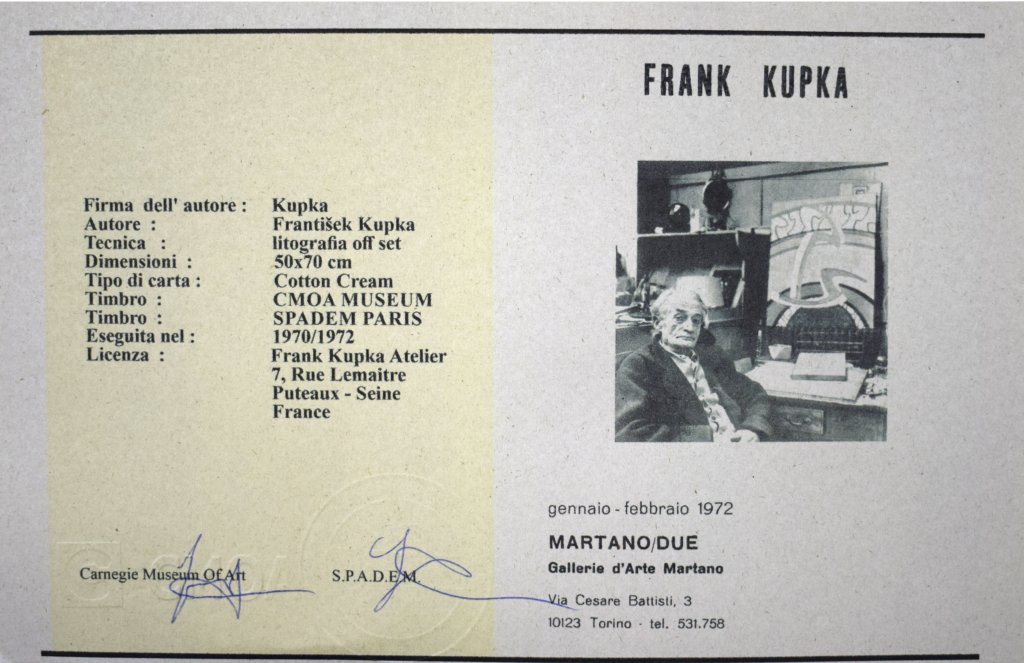 Firma dell' autore : Kupka
Autore : František Kupka
Tecnica : litografia off set
Dimensioni : 50x70 cm
Tipo di carta : Cotton Cream
Timbro : CMOA MUSEUM
Timbro : SPADEM PARIS
Eseguita nel : 1970/1972
Licenza : Frank Kupka Atelier
7, Rue Lemaitre
Puteaux - Seine
France
Carnegie Museum Of Art
S.P.A.D.E.M.
FRANK KUPKA
gennaio - febbraio 1972
MARTANO/DUE
Gallerie d'Arte Martano
Via Cesare Battisti, 3
10123 Torino - tel. 531.758